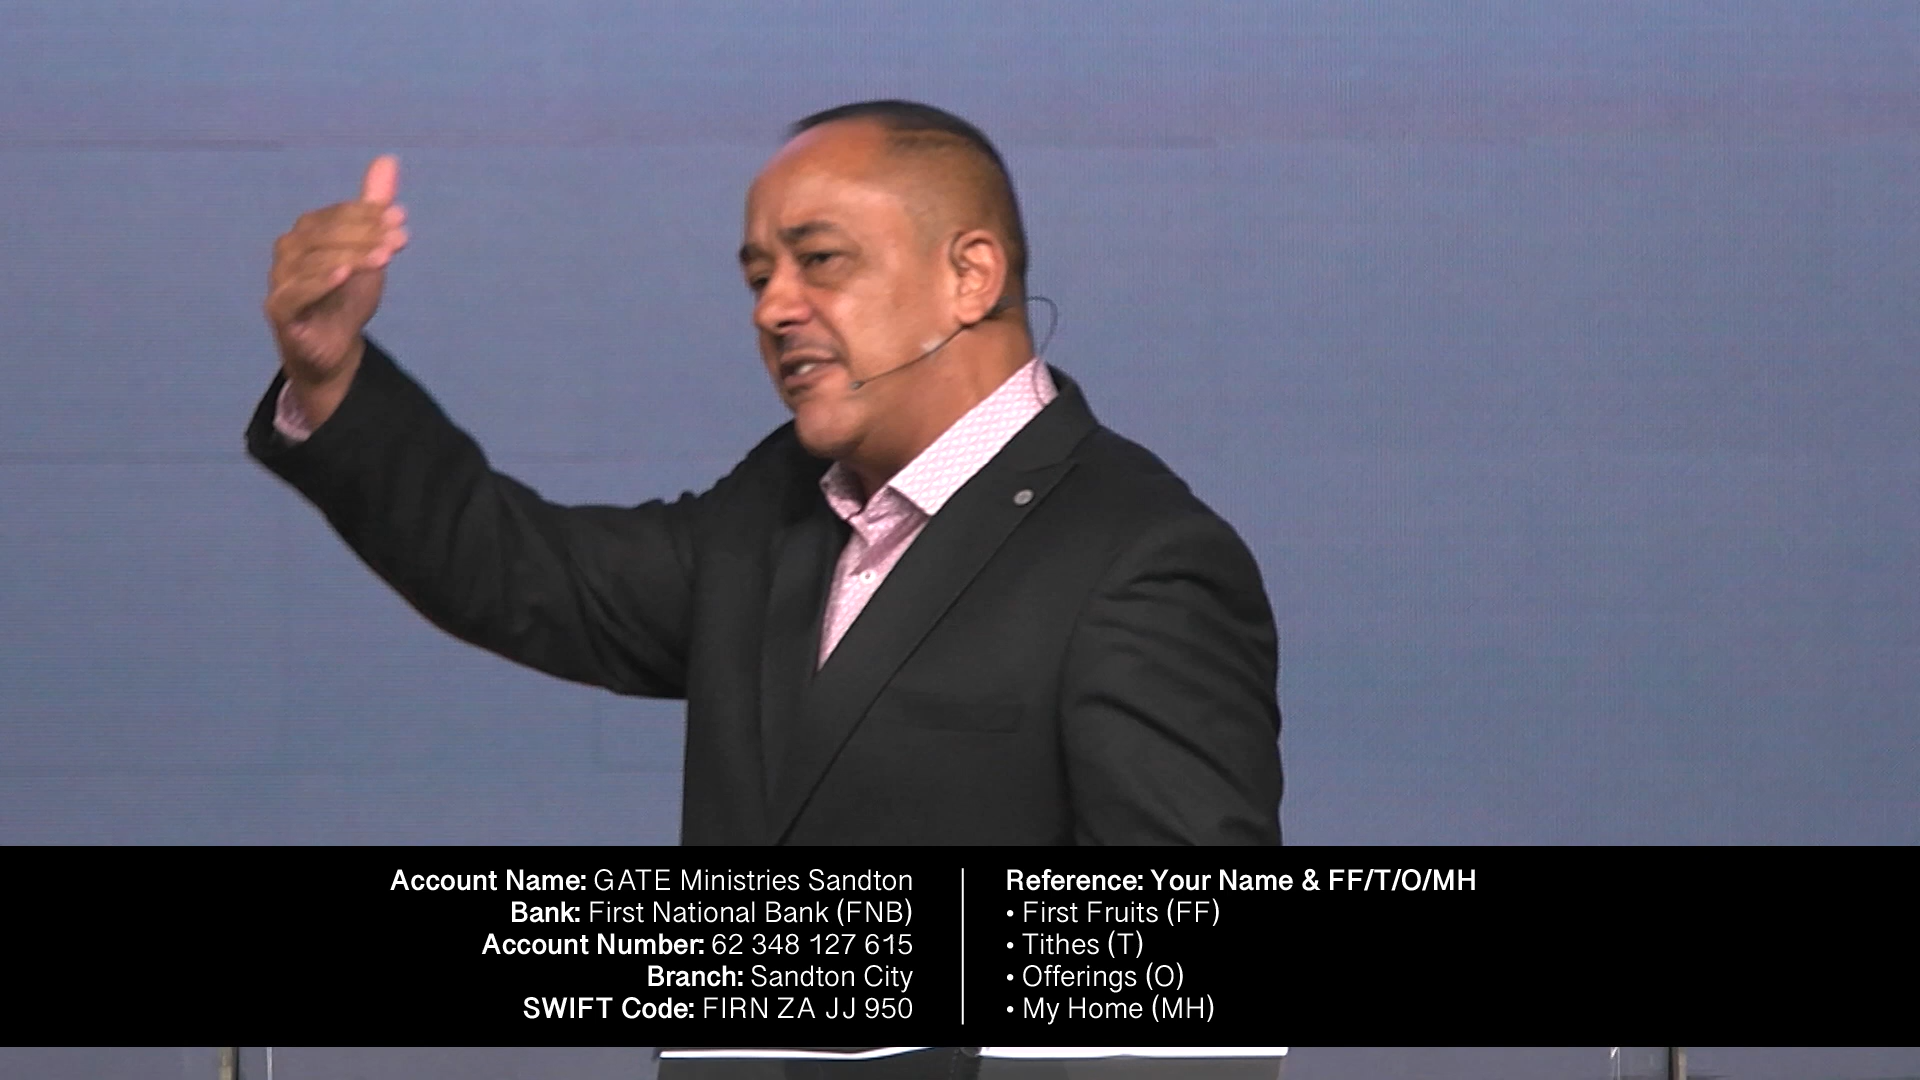 Account Name: GATE Ministries Sandton
Bank: First National Bank (FNB)
Account Number: 62 348 127 615
Branch: Sandton City
SWIFT Code: FIRN ZA JJ 950
Reference: Your Name & FF/T/O/MH
• First Fruits (FF)
• Tithes (T)
• Offerings (O)
• My Home (MH)